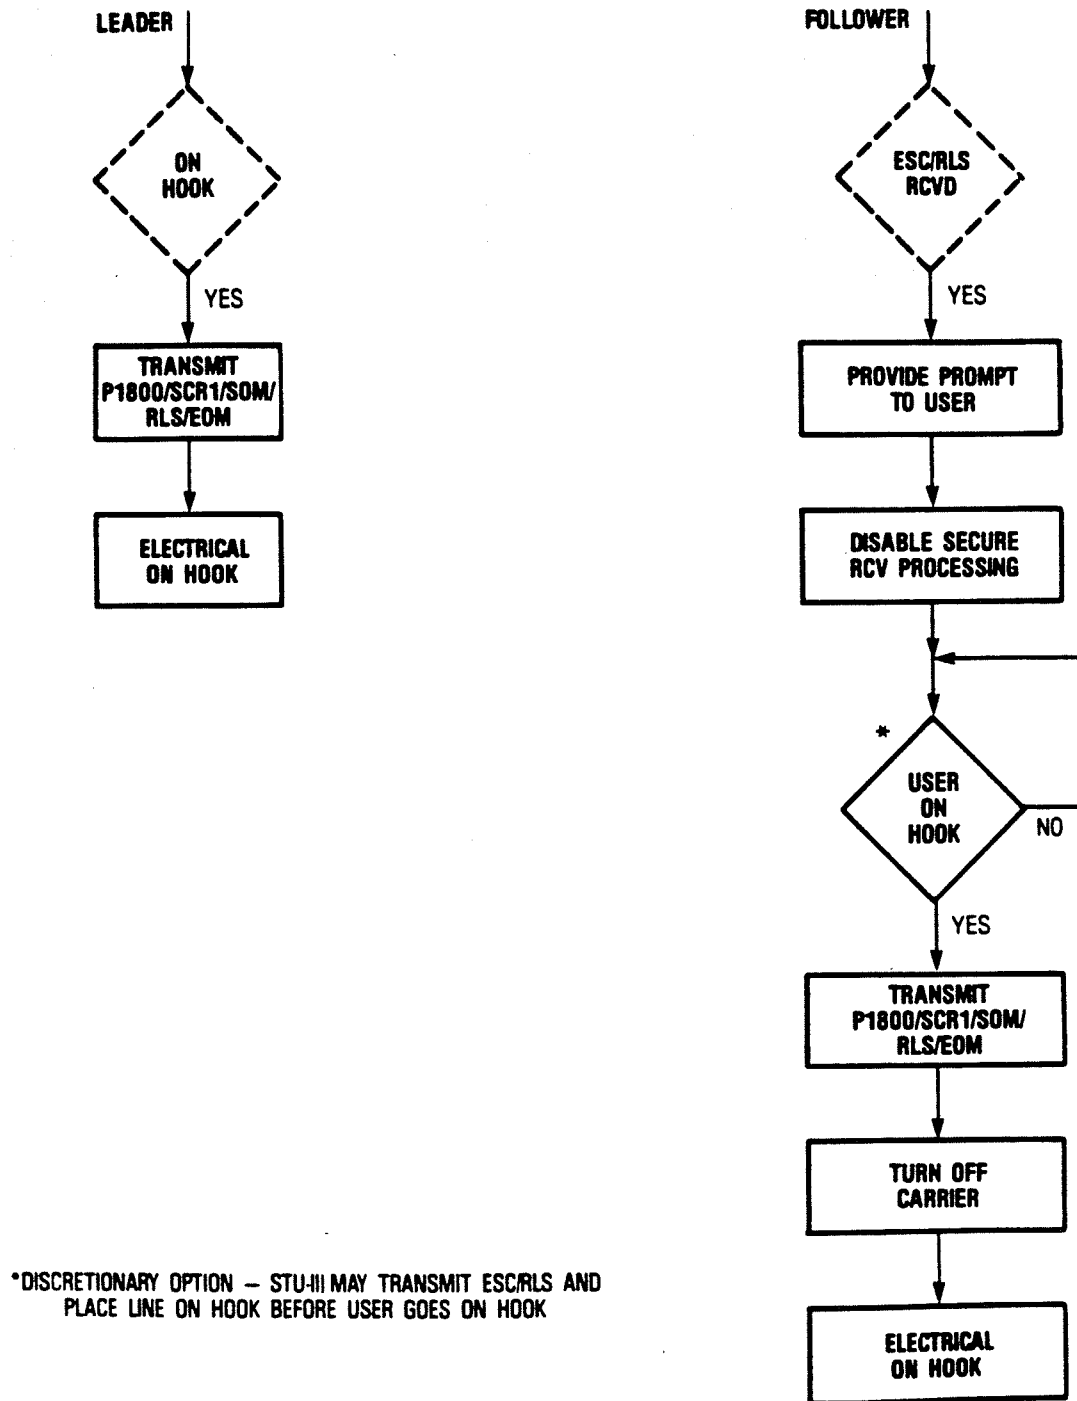 LEADER
ON
HOOK
YES
TRANSMIT
P1800/SCR1/SOM/
RLS/EOM
ELECTRICAL
ON HOOK
FOLLOWER
ESC/RLS
RCVD
YES
PROVIDE PROMPT
TO USER
DISABLE SECURE
RCV PROCESSING
*
USER
ON
HOOK
NO
YES
TRANSMIT
P1800/SCR1/SOM/
RLS/EOM
TURN OFF
CARRIER
ELECTRICAL
ON HOOK
*DISCRETIONARY OPTION – STU-III MAY TRANSMIT ESC/RLS AND
PLACE LINE ON HOOK BEFORE USER GOES ON HOOK